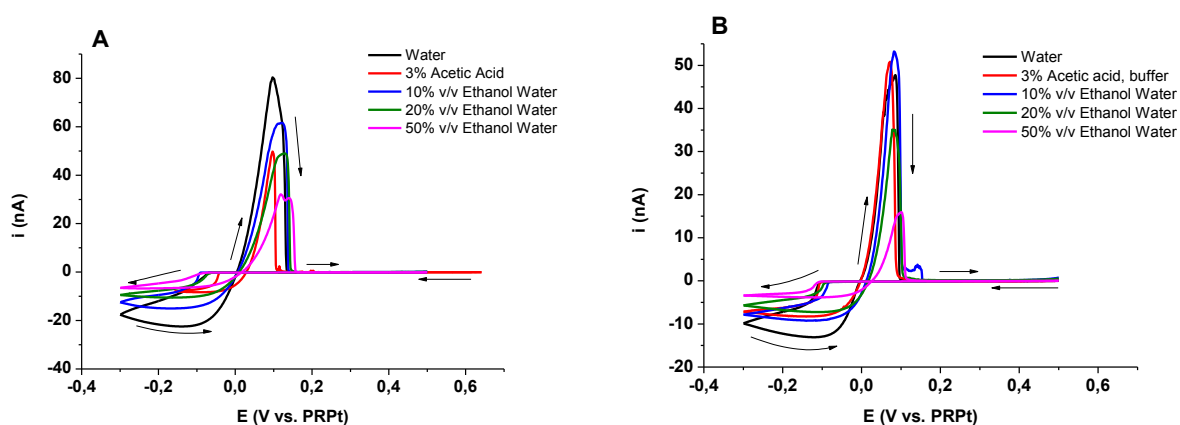 A
Water
3% Acetic Acid
10% v/v Ethanol Water
20% v/v Ethanol Water
50% v/v Ethanol Water
80
60
40
20
0
-20
-40
i (nA)
-0,4
-0,2
0,0
0,2
0,4
0,6
E (V vs. PRPt)
B
Water
3% Acetic acid, buffer
10% v/v Ethanol Water
20% v/v Ethanol Water
50% v/v Ethanol Water
50
40
30
20
10
0
-10
-20
i (nA)
-0,4
-0,2
0,0
0,2
0,4
0,6
E (V vs. PRPt)